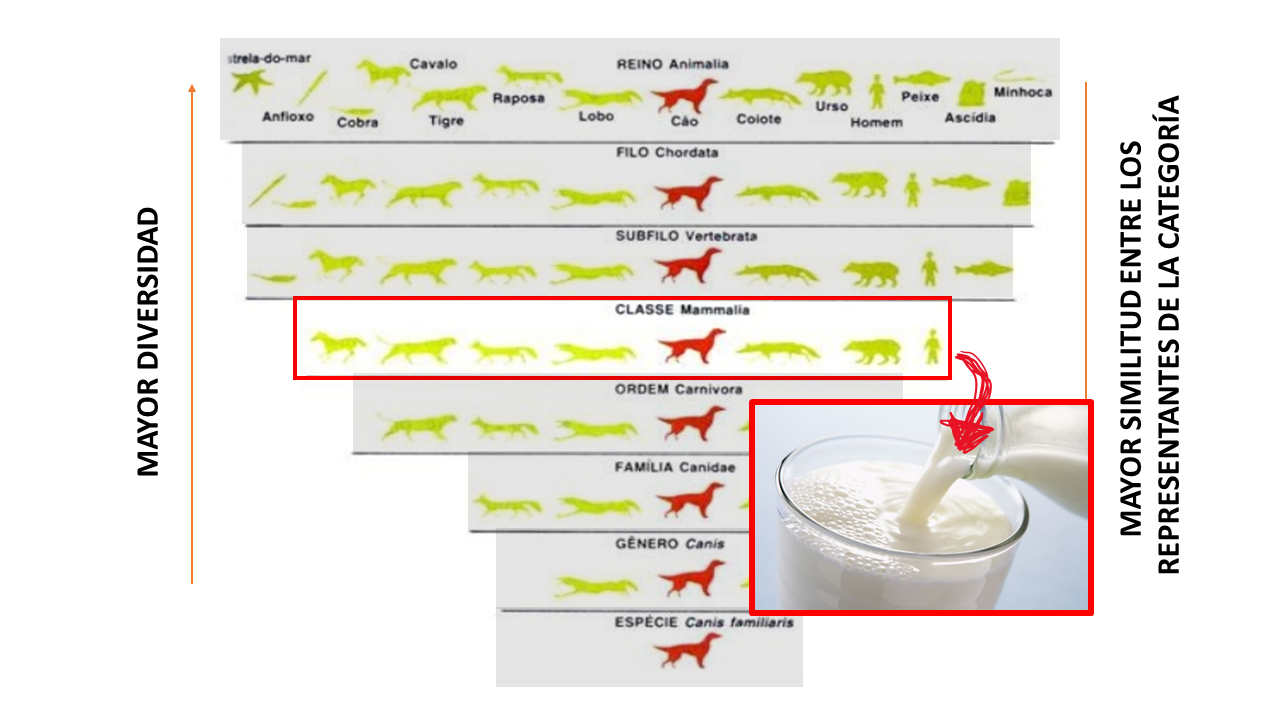 MAYOR DIVERSIDAD
strela-do-mar
Cavalo
REINO Animalia
Raposa
Urso
Peixe
Minhoca
Anfioxo
Cobra
Tigre
Lobo
Cão
Coiote
Homem
Ascídia
FILO Chordata
SUBFILO Vertebrata
CLASSE Mammalia
ORDEM Carnivora
FAMÍLIA Canidae
GÊNERO Canis
ESPÉCIE Canis familiaris
MAYOR SIMILITUD ENTRE LOS
REPRESENTANTES DE LA CATEGORÍA